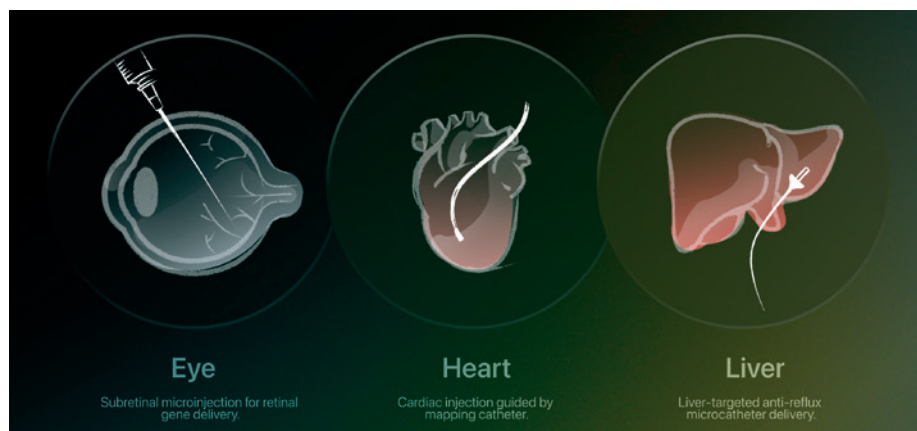 Eye
Subretinal microinjection for retinal
gene delivery.
Heart
Cardiac injection guided by
mapping catheter.
Liver
Liver-targeted anti-reflux
microcatheter delivery.